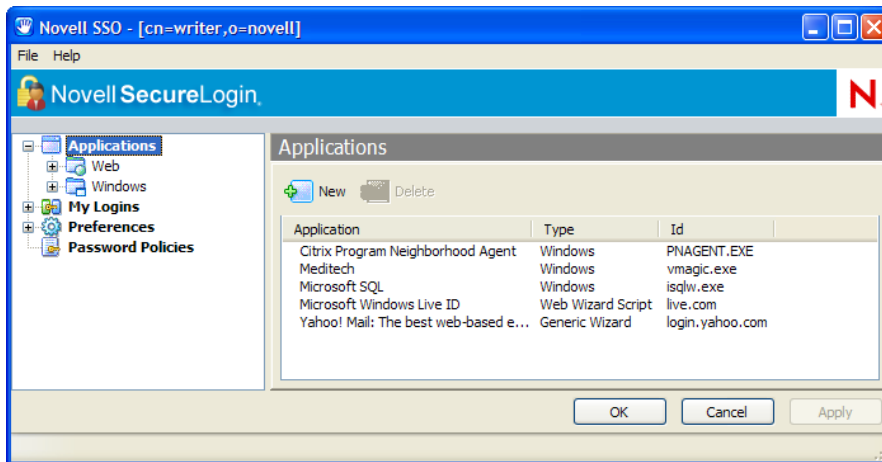 Novell SSO - [cn=writer,o=novell]
File Help
Novell SecureLogin
N
Applications
Web
Windows
My Logins
Preferences
Password Policies
Applications
New Delete
Application Type Id
Citrix Program Neighborhood Agent Windows PNAGENT.EXE
Meditech Windows vmagic.exe
Microsoft SQL Windows isqlw.exe
Microsoft Windows Live ID Web Wizard Script live.com
Yahoo! Mail: The best web-based e... Generic Wizard login.yahoo.com
OK Cancel Apply